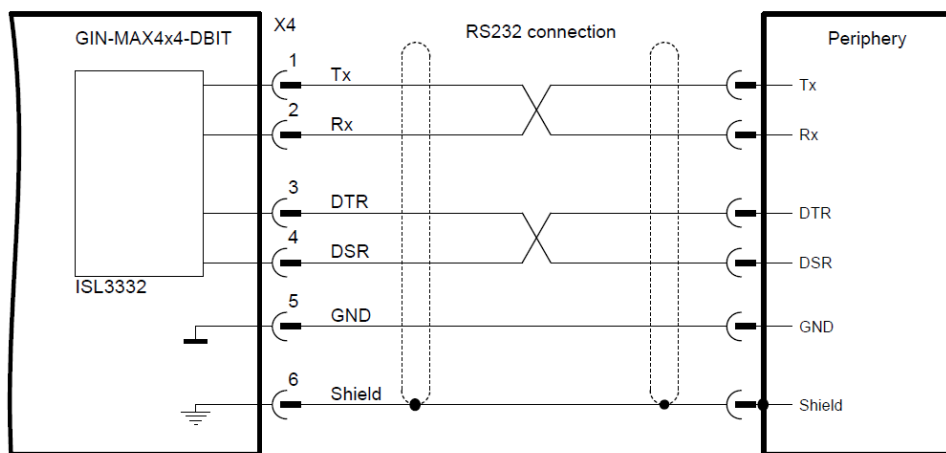 GIN-MAX4x4-DBIT
X4
RS232 connection
Periphery
1
Tx
Tx
2
Rx
Rx
3
DTR
DTR
4
DSR
DSR
ISL3332
5
GND
GND
6
Shield
Shield